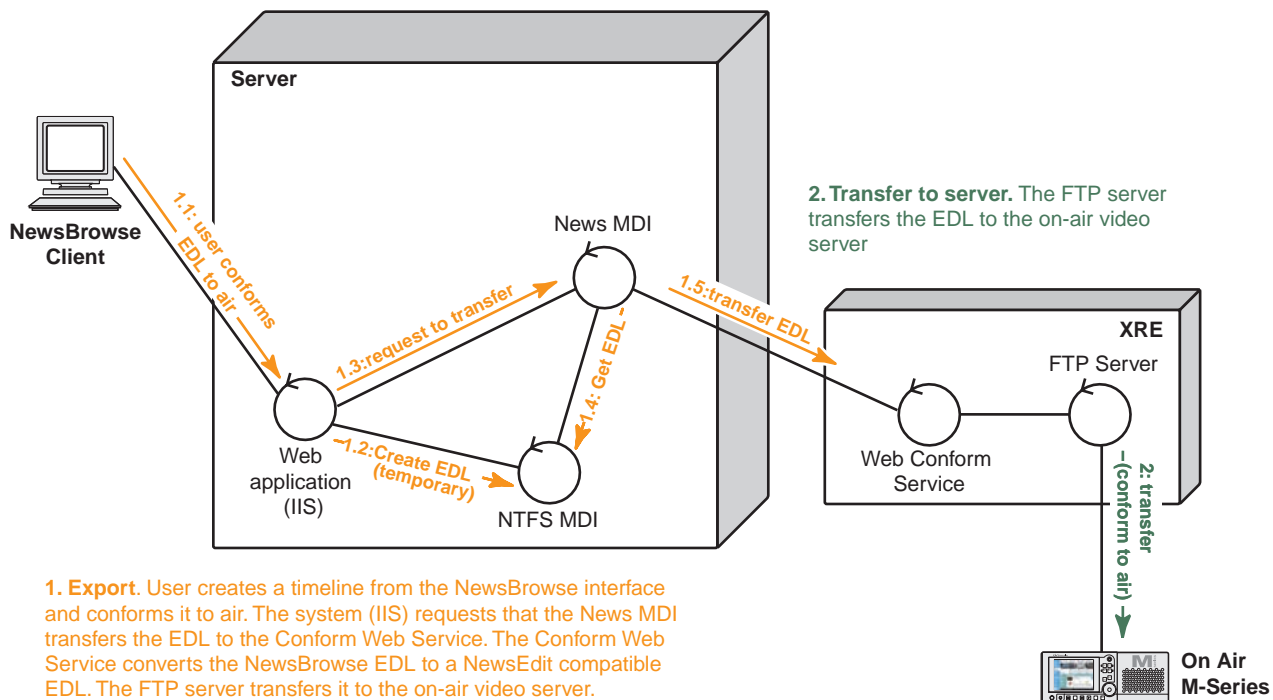 Server
NewsBrowse
Client
1.1: user conforms
EDL to air
News MDI
1.3:request to transfer
1.4: Get EDL
1.5:transfer EDL
Web
application
(IIS)
1.2:Create EDL
(temporary)
NTFS MDI
2. Transfer to server. The FTP server
transfers the EDL to the on-air video
server
XRE
FTP Server
Web Conform
Service
2: transfer
(conform to air)
1. Export. User creates a timeline from the NewsBrowse interface
and conforms it to air. The system (IIS) requests that the News MDI
transfers the EDL to the Conform Web Service. The Conform Web
Service converts the NewsBrowse EDL to a NewsEdit compatible
EDL. The FTP server transfers it to the on-air video server.
M
On Air
M-Series